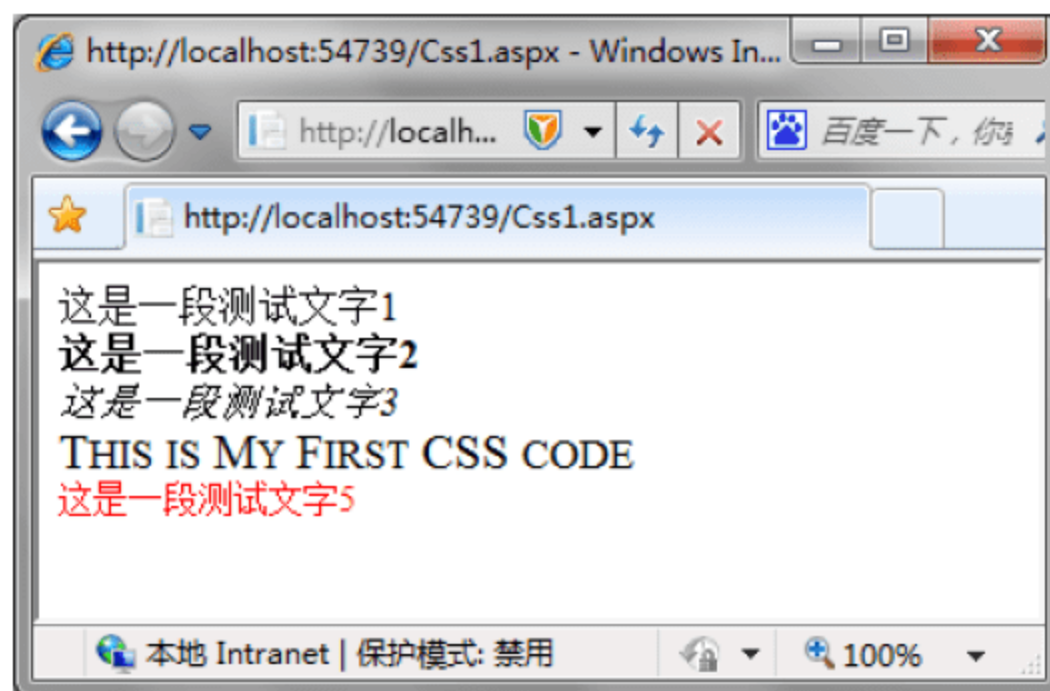 http://localhost:54739/Css1.aspx - Windows In...
http://localh... 百度一下，你
http://localhost:54739/Css1.aspx
这是一段测试文字1
这是一段测试文字2
这是一段测试文字3
THIS IS MY FIRST CSS CODE
这是一段测试文字5
本地 Intranet | 保护模式: 禁用 100%